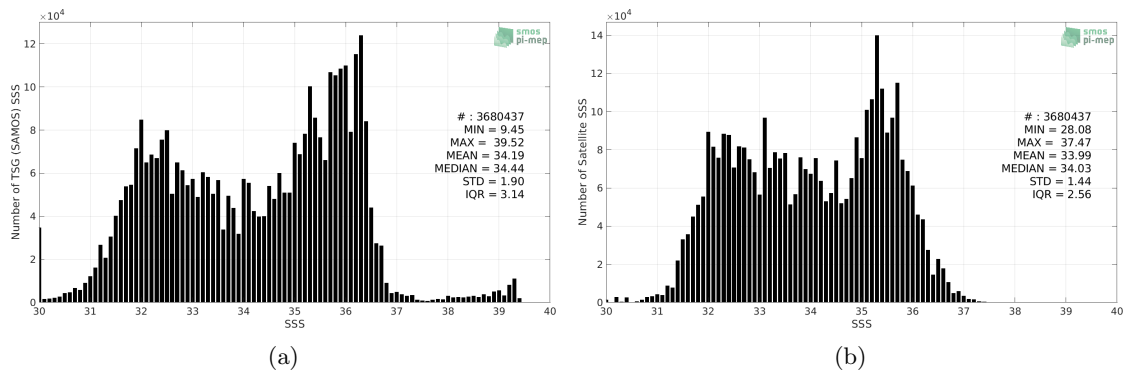 ×10⁴
smos
pi-mep
Number of TSG (SAMOS) SSS
12
10
8
6
4
2
0
# : 3680437
MIN = 9.45
MAX = 39.52
MEAN = 34.19
MEDIAN = 34.44
STD = 1.90
IQR = 3.14
30 31 32 33 34 35 36 37 38 39 40
SSS
(a)
×10⁴
smos
pi-mep
Number of Satellite SSS
14
12
10
8
6
4
2
0
# : 3680437
MIN = 28.08
MAX = 37.47
MEAN = 33.99
MEDIAN = 34.03
STD = 1.44
IQR = 2.56
30 31 32 33 34 35 36 37 38 39 40
SSS
(b)